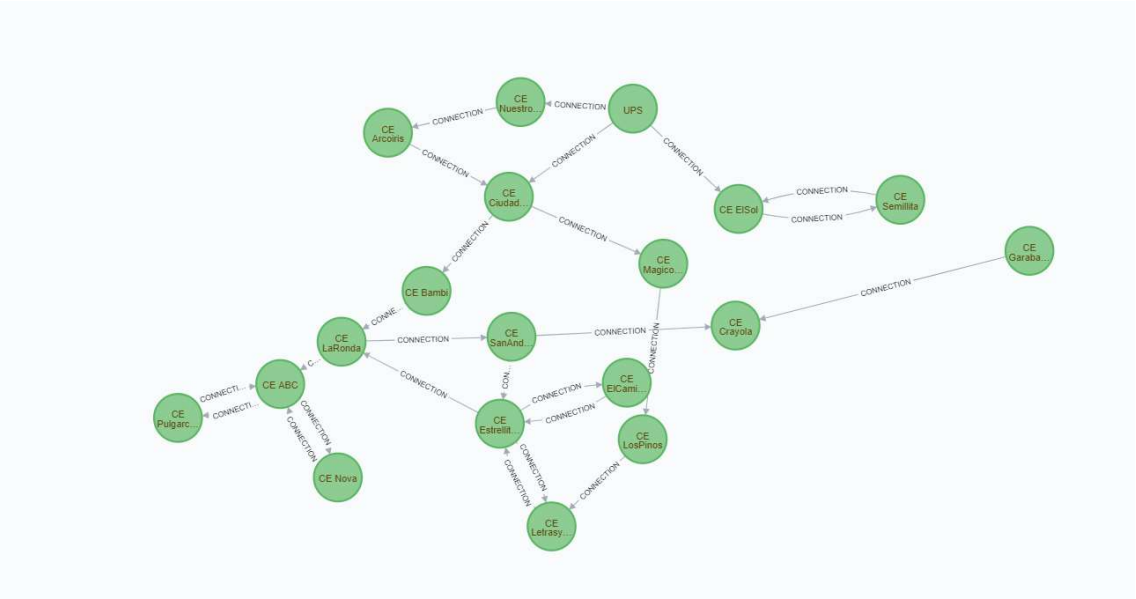 CE
Nuestro...
CONNECTION
UPS
CONNECTION
CE
Arcoiris
CONNECTION
CONNECTION
CONNECTION
CE
Ciudad...
CE ElSol
CONNECTION
CONNECTION
CE
Semillita
CONNECTION
CONNECTION
CE
Magico...
CE
Garaba...
CONNECTION
CE Bambi
CONNE...
CE
LaRonda
CONNECTION
CE
SanAnd...
CONNECTION
CE
Crayola
CONNECTION
C...
CE ABC
CONNECTI...
CONNECTI...
CE
Pulgarc...
CONNECTION
CON...
CONNECTION
CONNECTION
CE
ElCami...
CE
Estrellit...
CE
LosPinos
CONNECTION
CONNECTION
CE Nova
CONNECTION
CONNECTION
CONNECTION
CE
Letrasy...